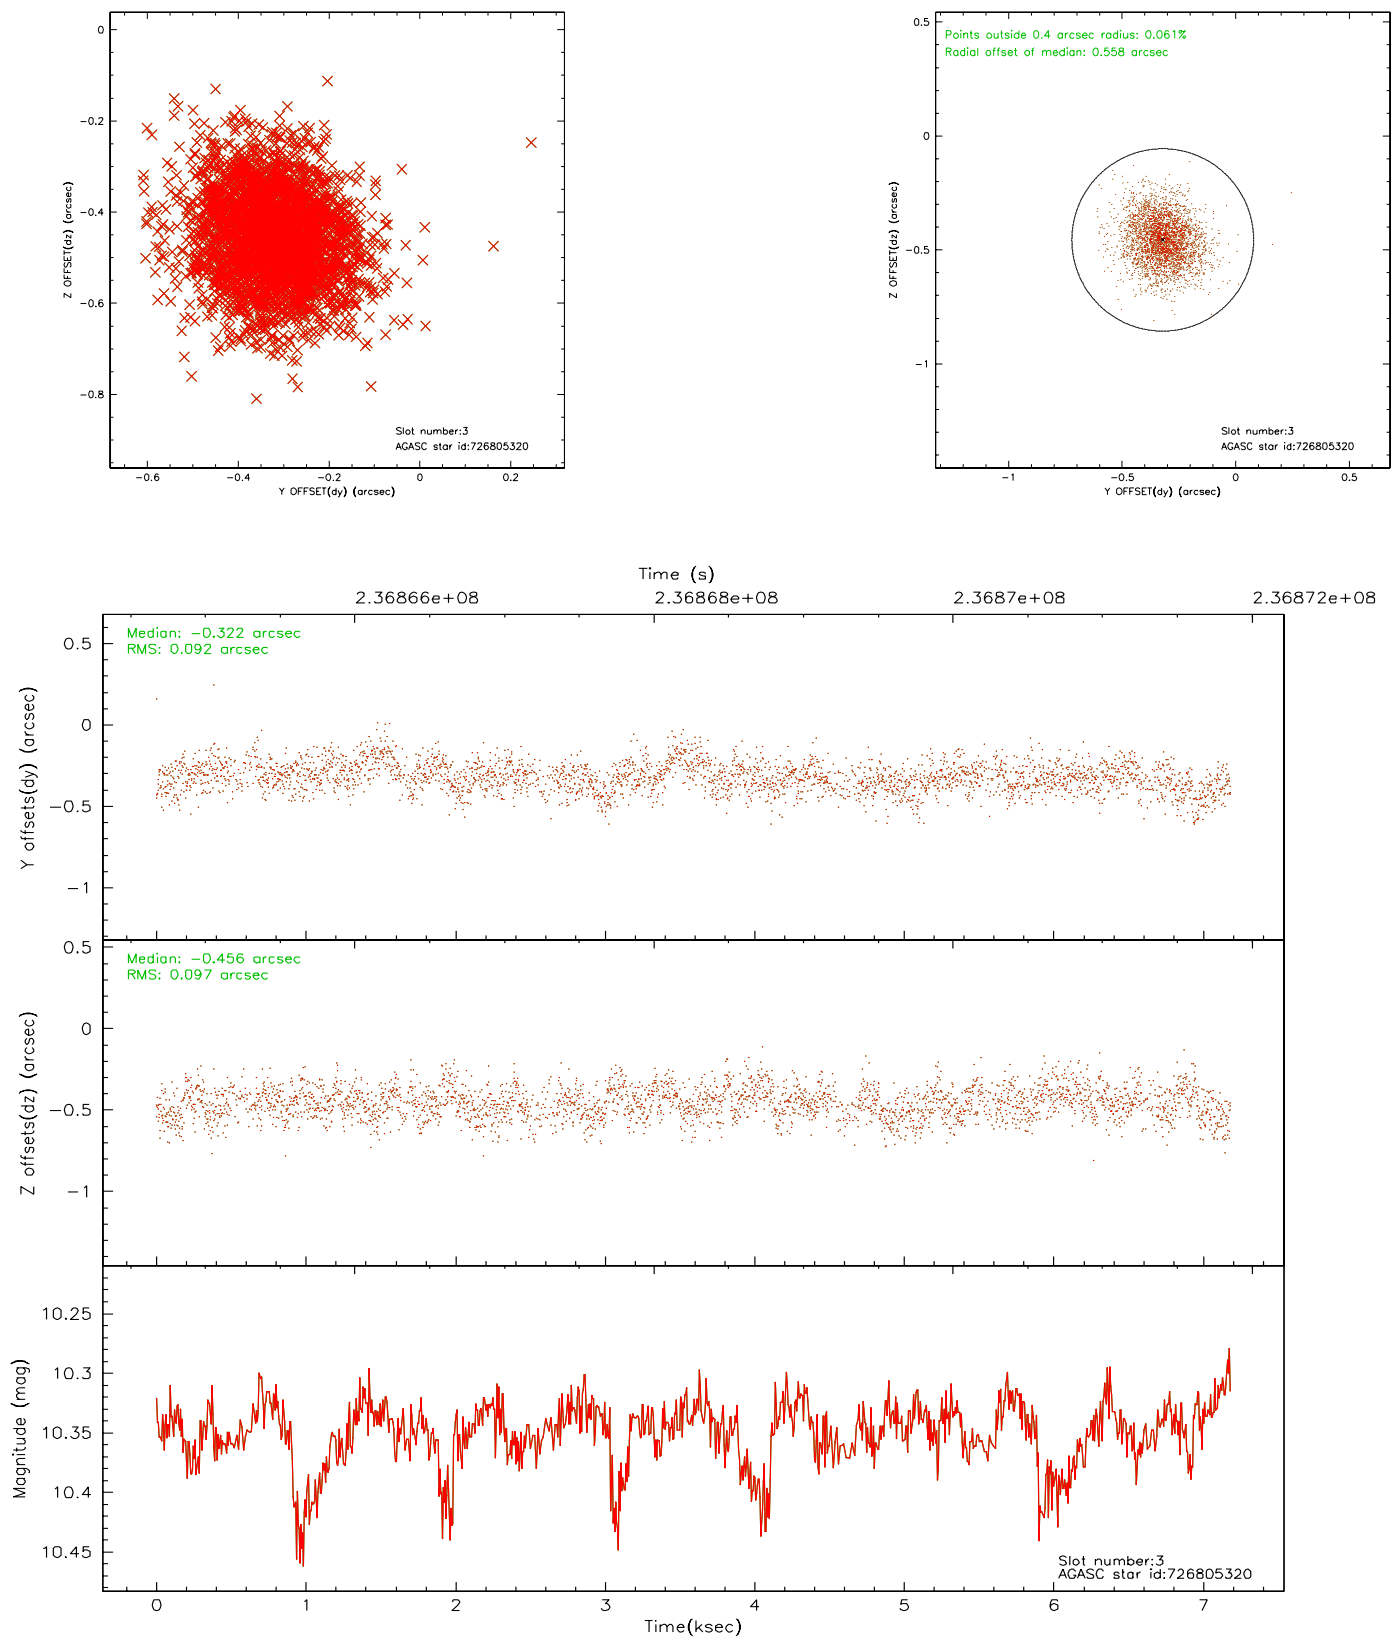 0
-0.2
-0.4
-0.6
-0.8
Z OFFSET(dz) (arcsec)
Slot number:3
AGASC star id:726805320
-0.6 -0.4 -0.2 0 0.2
Y OFFSET(dy) (arcsec)
0.5
0
-0.5
-1
Z OFFSET(dz) (arcsec)
Points outside 0.4 arcsec radius: 0.061%
Radial offset of median: 0.558 arcsec
Slot number:3
AGASC star id:726805320
-1 -0.5 0 0.5
Y OFFSET(dy) (arcsec)
Time (s)
2.36866e+08 2.36868e+08 2.3687e+08 2.36872e+08
Median: -0.322 arcsec
RMS: 0.092 arcsec
0.5
0
-0.5
-1
Y offsets(dy) (arcsec)
Median: -0.456 arcsec
RMS: 0.097 arcsec
0.5
0
-0.5
-1
Z offsets(dz) (arcsec)
10.25
10.3
10.35
10.4
10.45
Magnitude (mag)
Slot number:3
AGASC star id:726805320
0 1 2 3 4 5 6 7
Time(ksec)